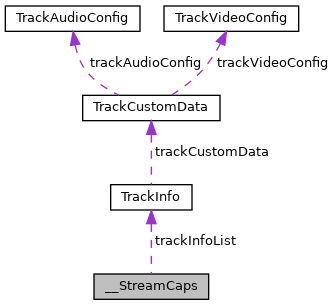 TrackAudioConfig
TrackVideoConfig
trackAudioConfig
trackVideoConfig
TrackCustomData
trackCustomData
TrackInfo
trackInfoList
__StreamCaps